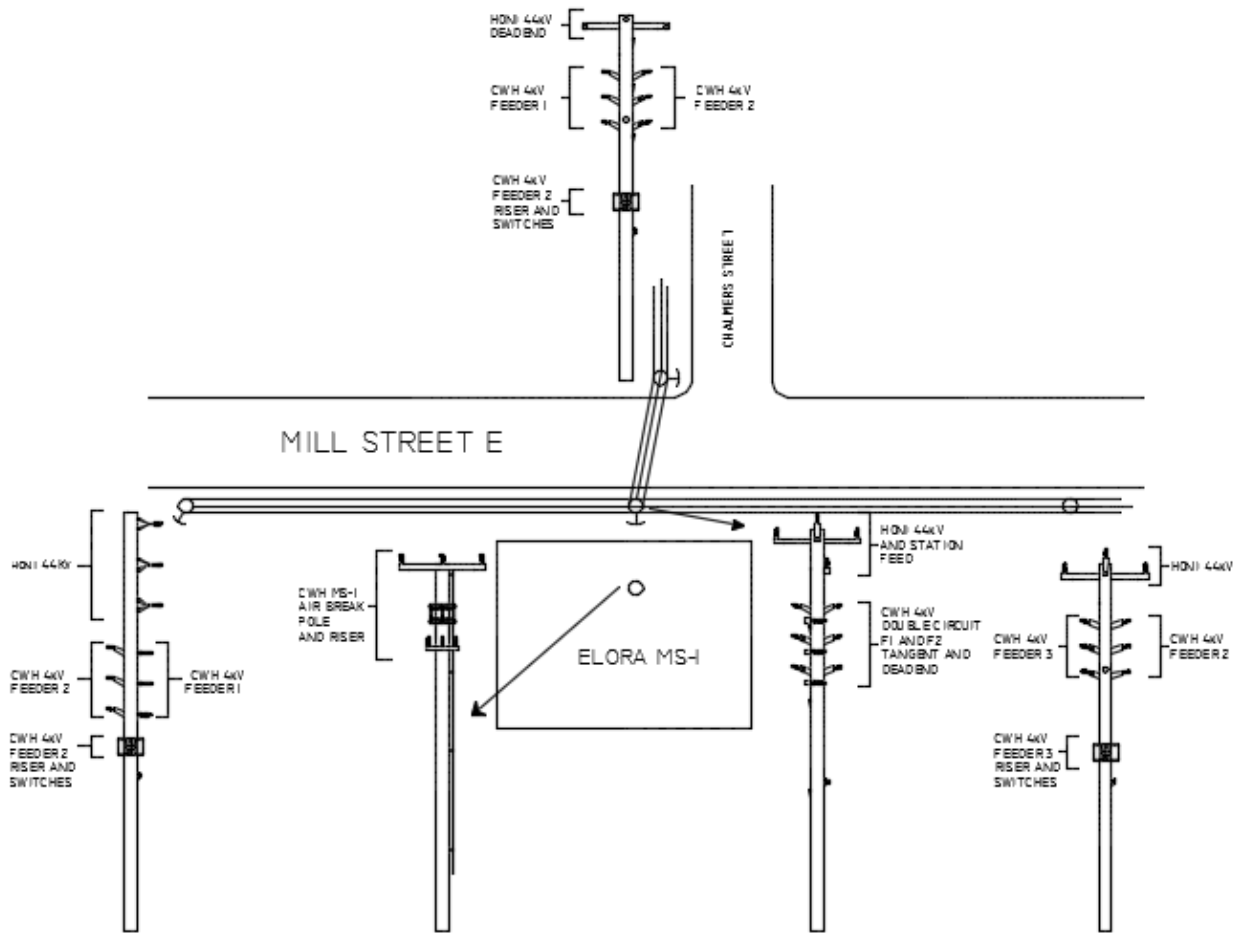 HONI 44kV
DEADEND
CWH 4kV
FEEDER 1
CWH 4kV
FEEDER 2
CWH 4kV
FEEDER 2
RISER AND
SWITCHES
CHALMERS STREET
MILL STREET E
HONI 44kV
CWH 4kV
FEEDER 2
CWH 4kV
FEEDER 1
CWH 4kV
FEEDER 2
RISER AND
SWITCHES
CWH MS-1
AIR BREAK
POLE
AND RISER
ELORA MS-1
HONI 44kV
AND STATION
FEED
CWH 4kV
DOUBLE CIRCUIT
F1 AND F2
TANGENT AND
DEADEND
HONI 44kV
CWH 4kV
FEEDER 3
CWH 4kV
FEEDER 2
CWH 4kV
FEEDER 3
RISER AND
SWITCHES